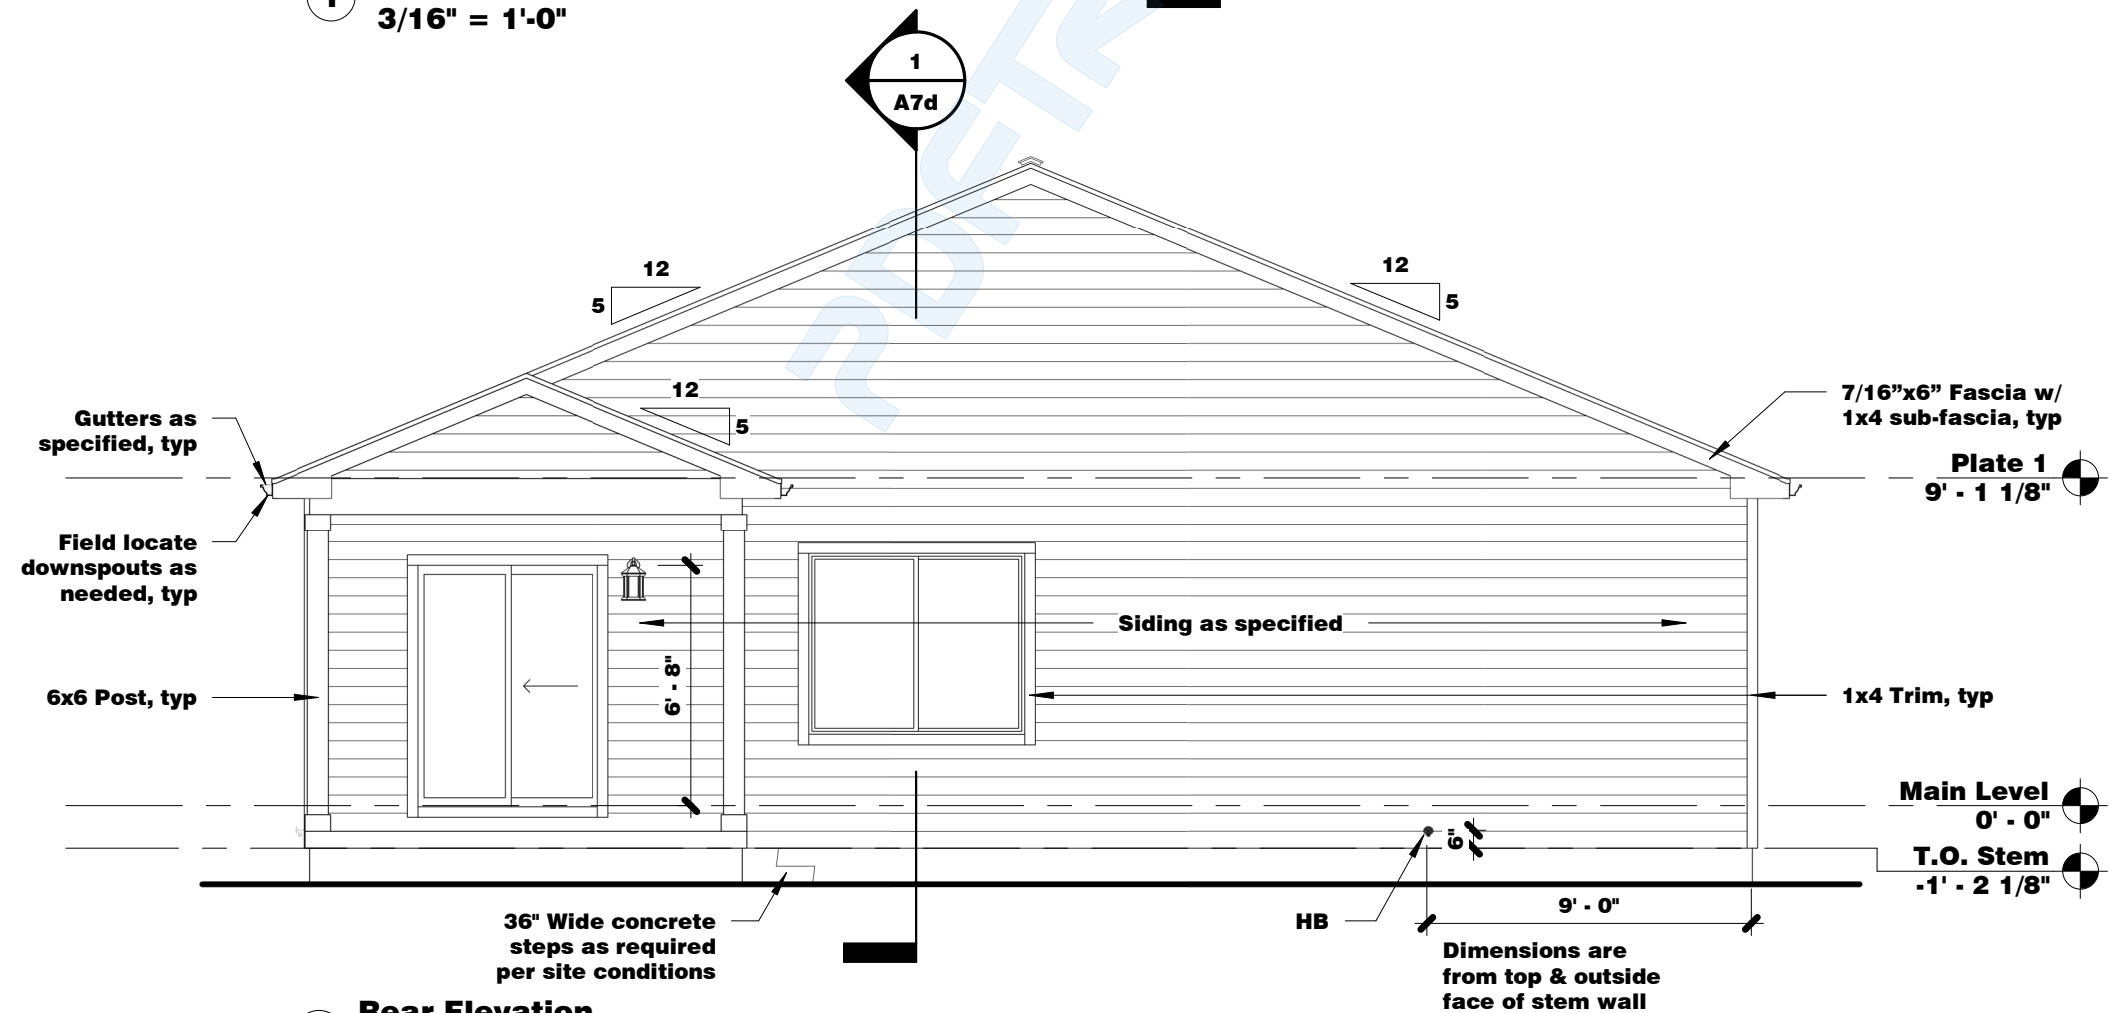 1
3/16" = 1'-0"
1
A7d
12
5
12
5
12
5
Gutters as
specified, typ
7/16”x6” Fascia w/
1x4 sub-fascia, typ
Plate 1
9' - 1 1/8"
Field locate
downspouts as
needed, typ
Siding as specified
6' - 8"
6x6 Post, typ
1x4 Trim, typ
Main Level
0' - 0"
6"
T.O. Stem
-1' - 2 1/8"
36" Wide concrete
steps as required
per site conditions
HB
9' - 0"
Dimensions are
from top & outside
face of stem wall
Rear Elevation